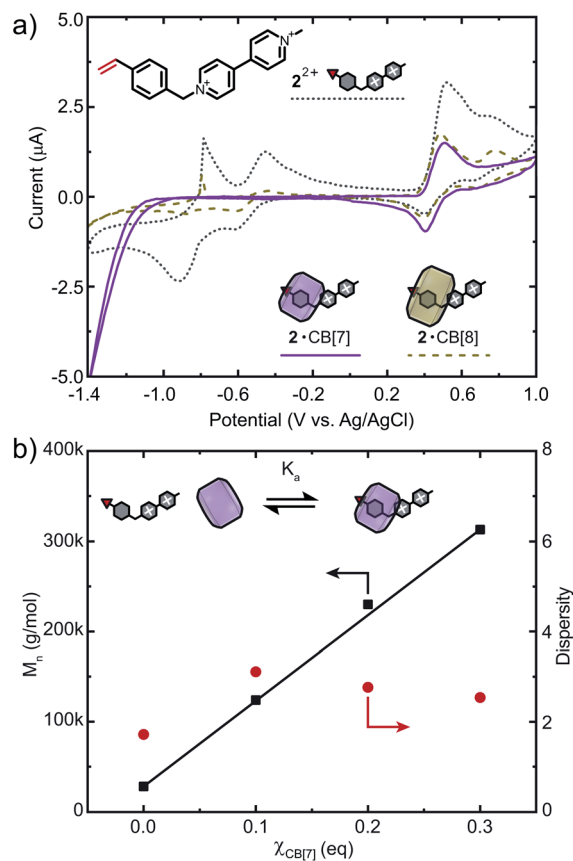 a)
5.0
2.5
0.0
-2.5
-5.0
Current (μA)
N⁺
N⁺
2²⁺
2•CB[7]
2•CB[8]
-1.4
-1.0
-0.6
-0.2
0.2
0.6
1.0
Potential (V vs. Ag/AgCl)
b)
400k
300k
200k
100k
0
Mₙ (g/mol)
Kₐ
8
6
4
2
0
Dispersity
0.0
0.1
0.2
0.3
χCB[7] (eq)